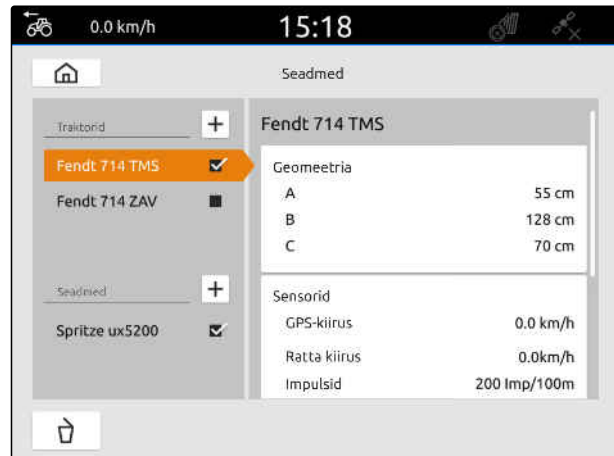 0.0 km/h 15:18
Seadmed
Traktorid
Fendt 714 TMS
Fendt 714 ZAV
Seadmed
Spritze ux5200
Fendt 714 TMS
Geomeetria
A 55 cm
B 128 cm
C 70 cm
Sensorid
GPS-kiirus 0.0 km/h
Ratta kiirus 0.0km/h
Impulsid 200 Imp/100m